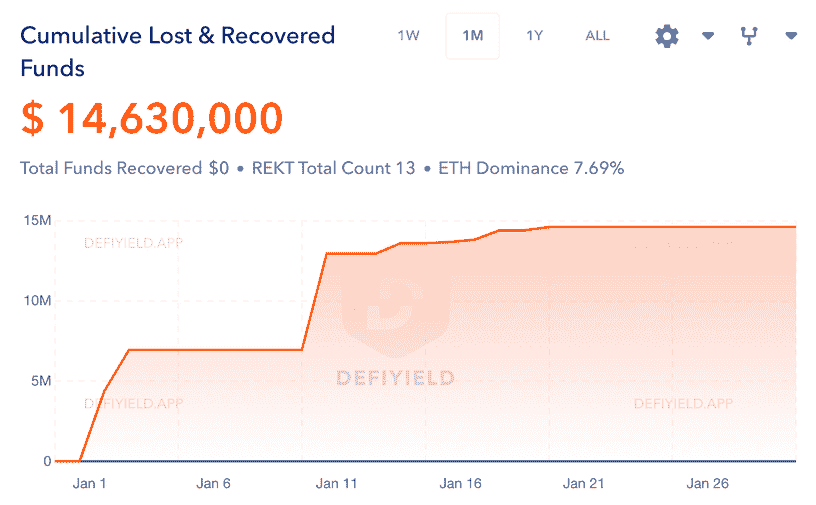 Cumulative Lost & Recovered
Funds
1W 1M 1Y ALL
$ 14,630,000
Total Funds Recovered $0 • REKT Total Count 13 • ETH Dominance 7.69%
15M
DEFIYIELD.APP
10M
DEFIYIELD
5M
DEFIYIELD.APP
DEFIYIELD.APP
0
Jan 1 Jan 6 Jan 11 Jan 16 Jan 21 Jan 26